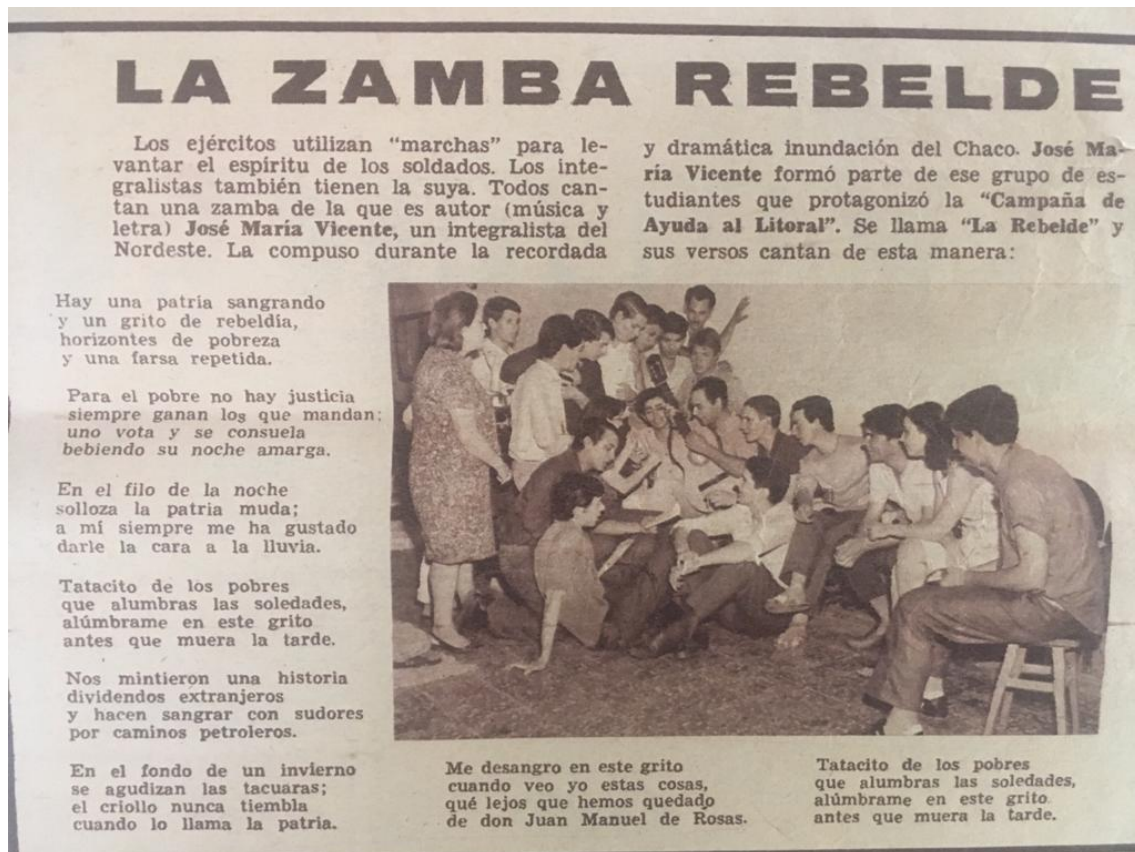 LA ZAMBA REBELDE
Los ejércitos utilizan "marchas" para le-
vantar el espíritu de los soldados. Los inte-
gralistas también tienen la suya. Todos can-
tan una zamba de la que es autor (música y
letra) José María Vicente, un integralista del
Nordeste. La compuso durante la recordada
y dramática inundación del Chaco. José Ma-
ría Vicente formó parte de ese grupo de es-
tudiantes que protagonizó la "Campaña de
Ayuda al Litoral". Se llama "La Rebelde" y
sus versos cantan de esta manera:
Hay una patria sangrando
y un grito de rebeldía,
horizontes de pobreza
y una farsa repetida.
Para el pobre no hay justicia
siempre ganan los que mandan;
uno vota y se consuela
bebiendo su noche amarga.
En el filo de la noche
solloza la patria muda;
a mí siempre me ha gustado
darle la cara a la lluvia.
Tatacito de los pobres
que alumbras las soledades,
alúmbrame en este grito
antes que muera la tarde.
Nos mintieron una historia
dividendos extranjeros
y hacen sangrar con sudores
por caminos petroleros.
En el fondo de un invierno
se agudizan las tacuaras;
el criollo nunca tiembla
cuando lo llama la patria.
Me desangro en este grito
cuando veo yo estas cosas,
qué lejos que hemos quedado
de don Juan Manuel de Rosas.
Tatacito de los pobres
que alumbras las soledades,
alúmbrame en este grito
antes que muera la tarde.